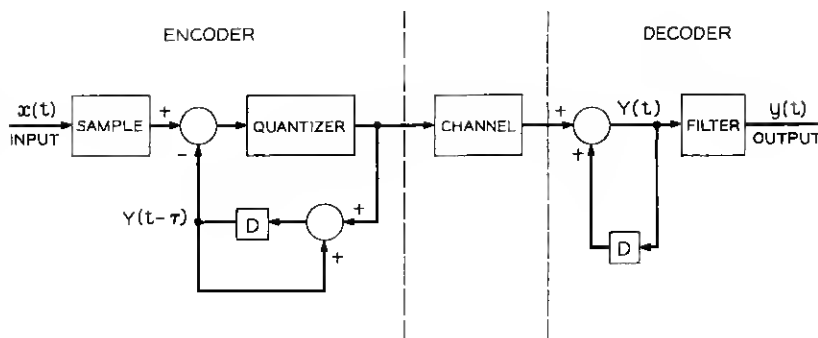 ENCODER
DECODER
x(t)
INPUT
SAMPLE
+
-
QUANTIZER
CHANNEL
+
+
Y(t)
FILTER
y(t)
OUTPUT
Y(t-τ)
D
+
+
D